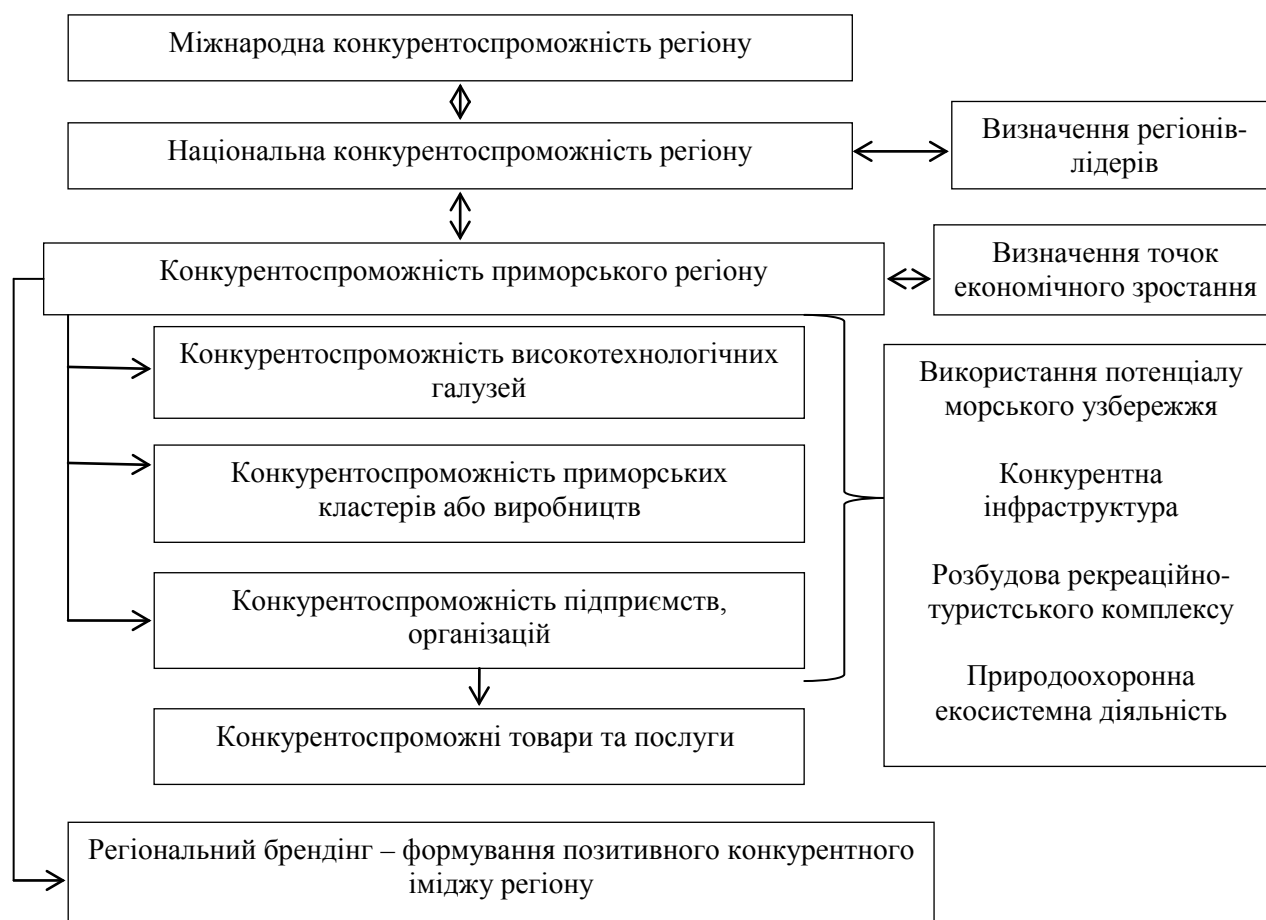 Міжнародна конкурентоспроможність регіону
Національна конкурентоспроможність регіону
Визначення регіонів-
лідерів
Конкурентоспроможність приморського регіону
Визначення точок
економічного зростання
Конкурентоспроможність високотехнологічних
галузей
Конкурентоспроможність приморських
кластерів або виробництв
Конкурентоспроможність підприємств,
організацій
Конкурентоспроможні товари та послуги
Використання потенціалу
морського узбережжя
Конкурентна
інфраструктура
Розбудова рекреаційно-
туристського комплексу
Природоохоронна
екосистемна діяльність
Регіональний брендінг – формування позитивного конкурентного
іміджу регіону